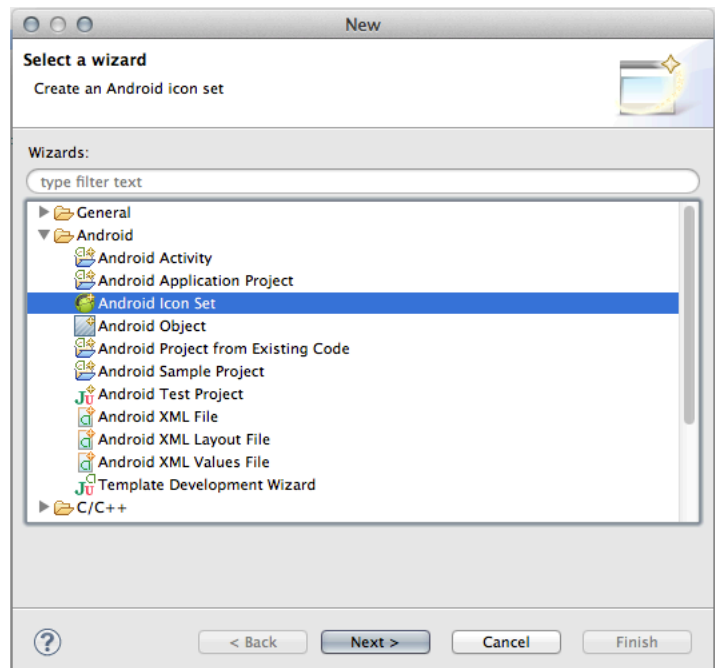 New
Select a wizard
Create an Android icon set
Wizards:
type filter text
General
Android
Android Activity
Android Application Project
Android Icon Set
Android Object
Android Project from Existing Code
Android Sample Project
Android Test Project
Android XML File
Android XML Layout File
Android XML Values File
Template Development Wizard
C/C++
? < Back Next > Cancel Finish